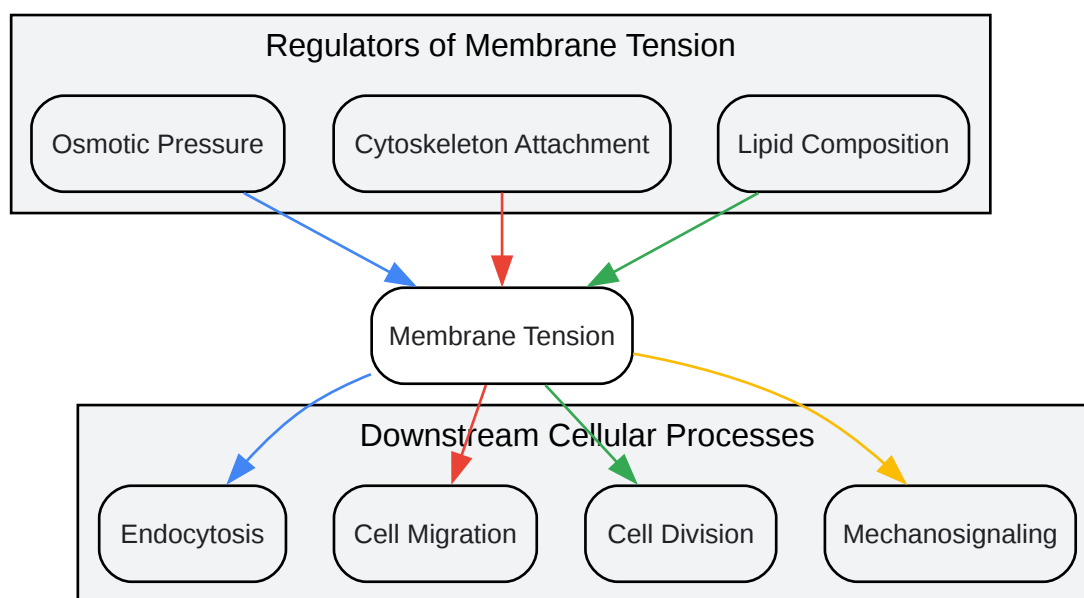 Regulators of Membrane Tension
Osmotic Pressure
Cytoskeleton Attachment
Lipid Composition
Membrane Tension
Downstream Cellular Processes
Endocytosis
Cell Migration
Cell Division
Mechanosignaling